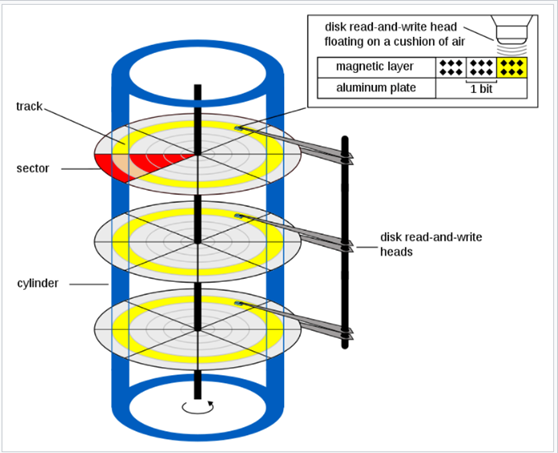 disk read-and-write head
floating on a cushion of air
magnetic layer
aluminum plate
1 bit
track
sector
disk read-and-write
heads
cylinder